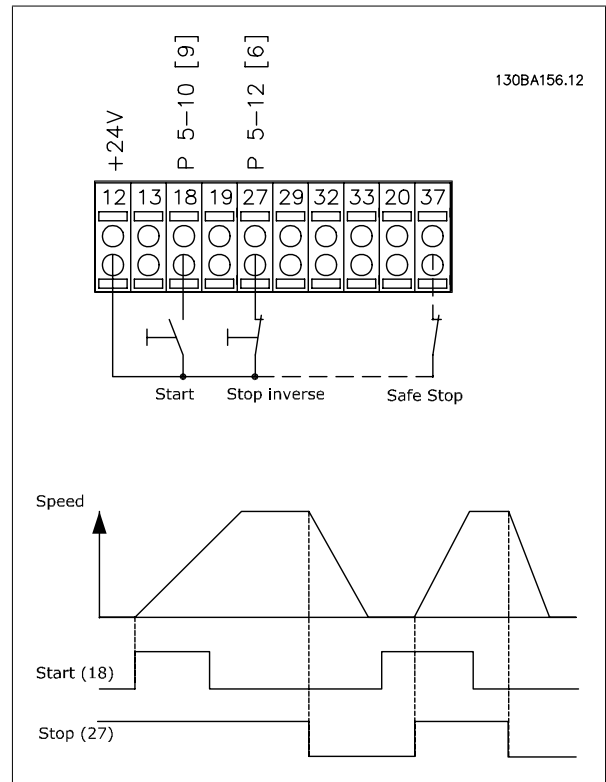 130BA156.12
+24V
P 5-10 [9]
P 5-12 [6]
12 13 18 19 27 29 32 33 20 37
Start Stop inverse Safe Stop
Speed
Start (18)
Stop (27)